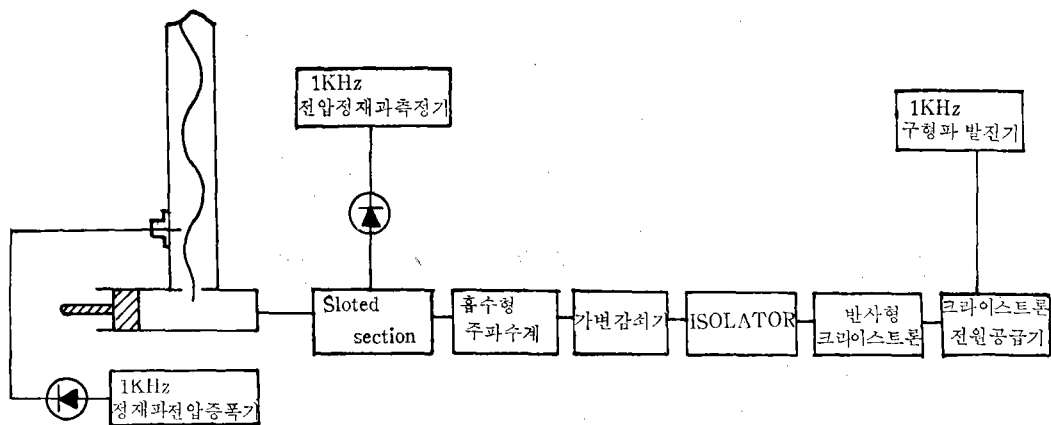 1KHz
전압정재과측정기
1KHz
구형파 발진기
Sloted
section
흡수형
주파수계
가변감쇠기
ISOLATOR
반사형
크라이스트론
크라이스트론
전원공급기
1KHz
정재파전압증폭기